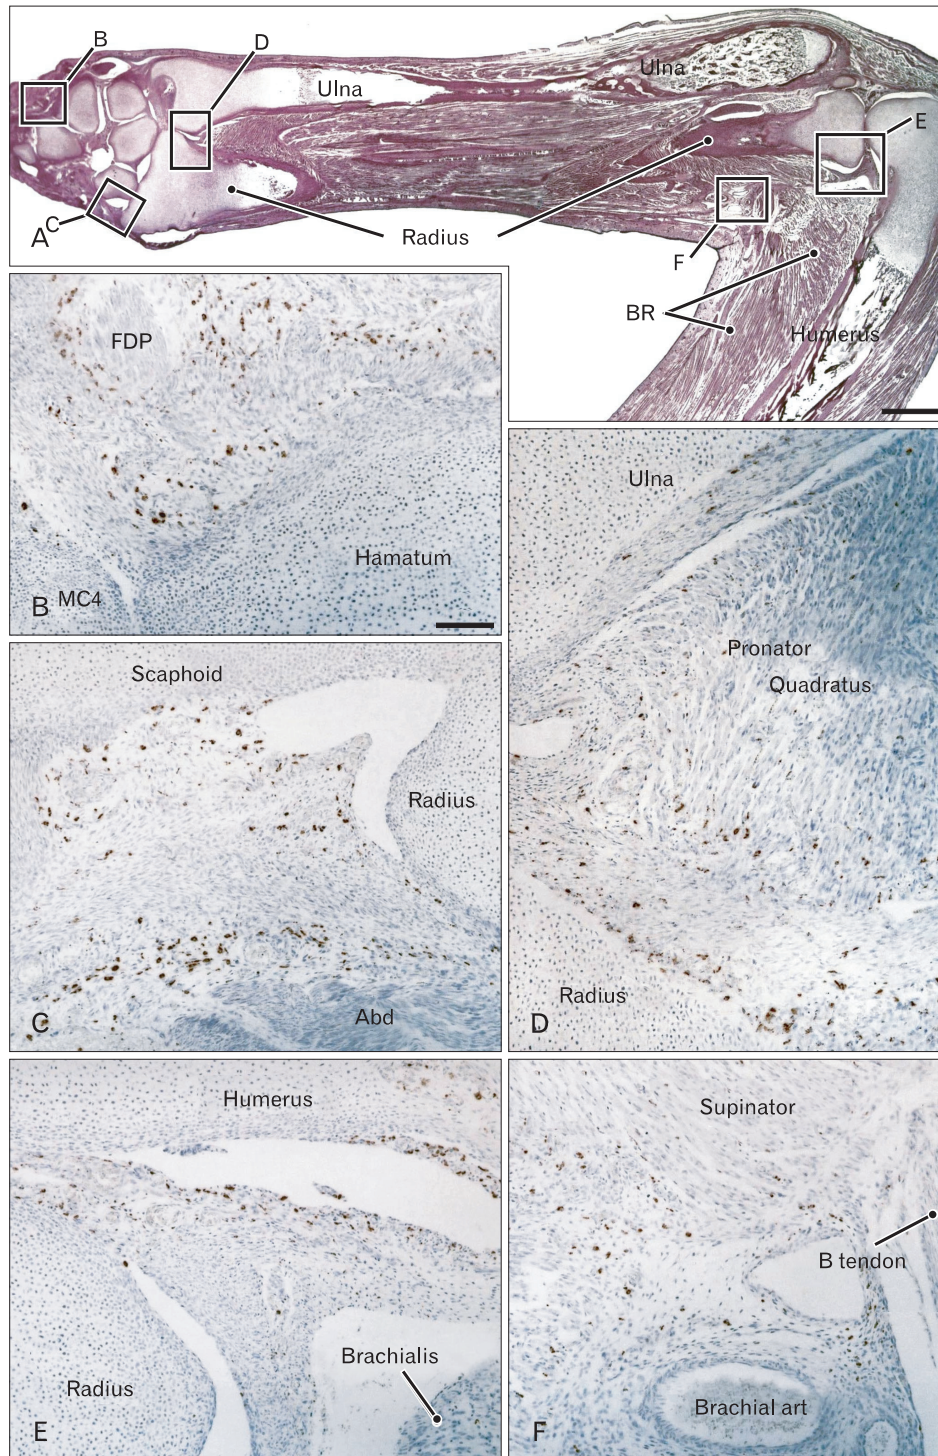 B
D
Ulna
Ulna
E
C
A
Radius
F
BR
Humerus
FDP
Hamatum
MC4
B
Ulna
Pronator
Quadratus
Radius
D
Scaphoid
Radius
Abd
C
Humerus
Brachialis
Radius
E
Supinator
B tendon
Brachial art
F